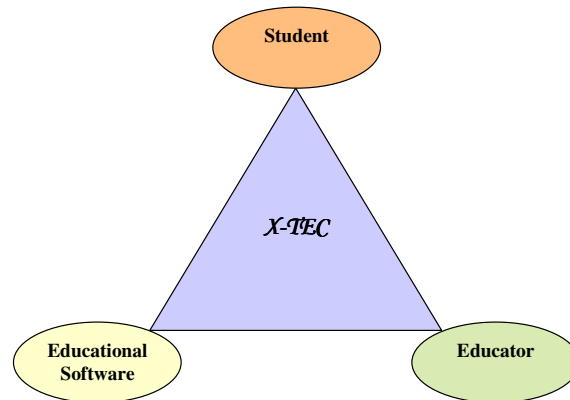 Student
X-TEC
Educational
Software
Educator